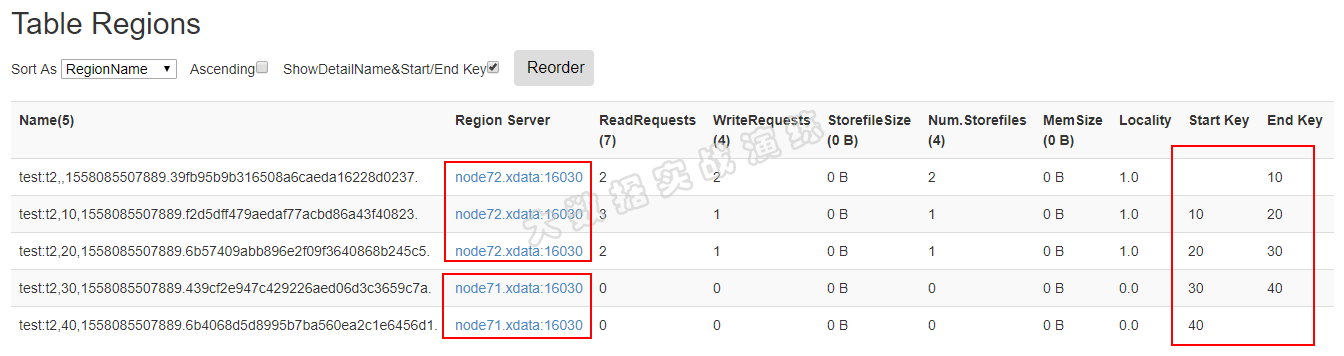 Table Regions
Sort As RegionName Ascending ShowDetailName&Start/End Key Reorder
Name(5) Region Server ReadRequests (7) WriteRequests (4) StorefileSize (0 B) Num.Storefiles (4) MemSize (0 B) Locality Start Key End Key
test:t2,,1558085507889.39fb95b9b316508a6caeda16228d0237. node72.xdata:16030 2 2 0 B 2 0 B 1.0 10
test:t2,10,1558085507889.f2d5dff479aedaf77acbd86a43f40823. node72.xdata:16030 3 1 0 B 1 0 B 1.0 10 20
test:t2,20,1558085507889.6b57409abb896e2f09f3640868b245c5. node72.xdata:16030 2 1 0 B 1 0 B 1.0 20 30
test:t2,30,1558085507889.439cf2e947c429226aed06d3c3659c7a. node71.xdata:16030 0 0 0 B 0 0 B 0.0 30 40
test:t2,40,1558085507889.6b4068d5d8995b7ba560ea2c1e6456d1. node71.xdata:16030 0 0 0 B 0 0 B 0.0 40
大数据实战演练